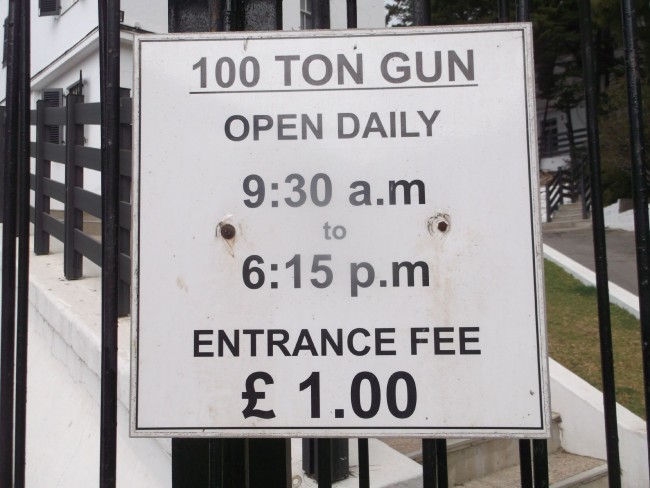 100 TON GUN
OPEN DAILY
9:30 a.m
to
6:15 p.m
ENTRANCE FEE
£ 1.00